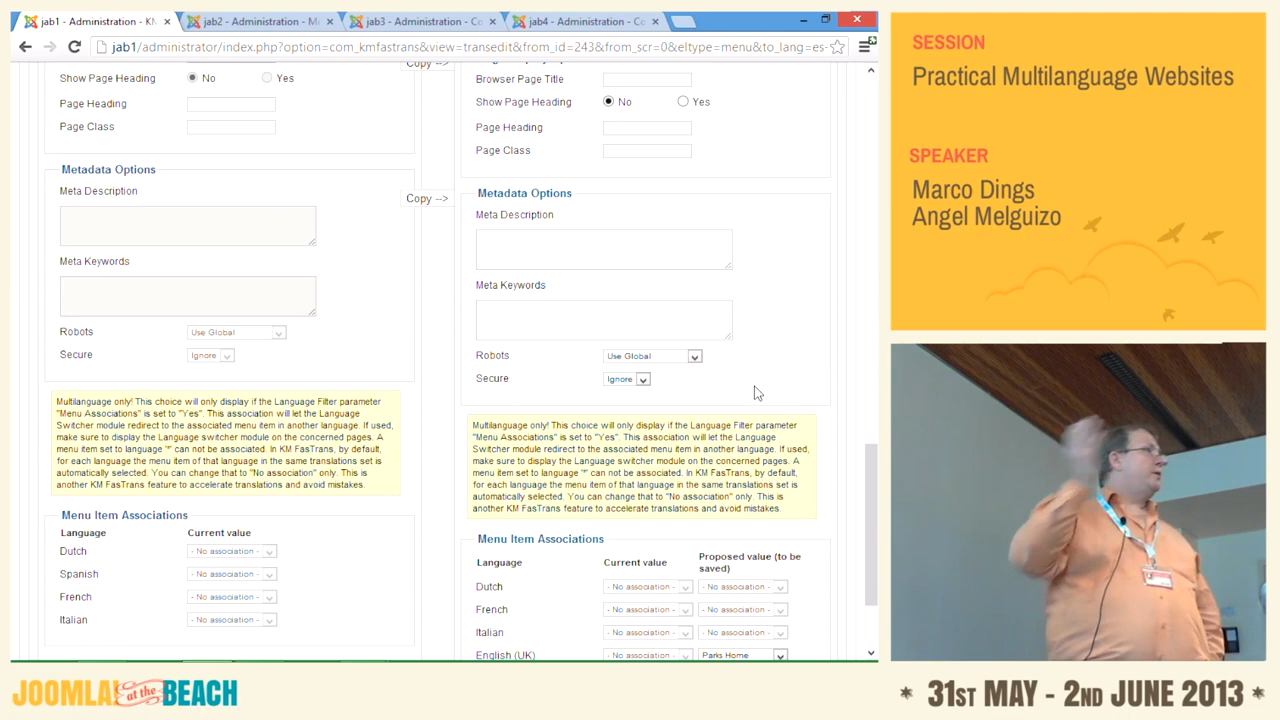 jab1 - Administration - KM
jab2 - Administration - Me
jab3 - Administration - Co
jab4 - Administration - Co
jab1/administrator/index.php?option=com_kmfastrans&view=transedit&from_id=243&from_scr=0&eltype=menu&to_lang=es-
Copy -->
Show Page Heading
No
Yes
Page Heading
Page Class
Metadata Options
Meta Description
Meta Keywords
Robots
Use Global
Secure
Ignore
Multilanguage only! This choice will only display if the Language Filter parameter
"Menu Associations" is set to "Yes". This association will let the Language
Switcher module redirect to the associated menu item in another language. If used,
make sure to display the Language switcher module on the concerned pages. A
menu item set to language '*' can not be associated. In KM FasTrans, by default,
for each language the menu item of that language in the same translations set is
automatically selected. You can change that to "No association" only. This is
another KM FasTrans feature to accelerate translations and avoid mistakes.
Menu Item Associations
Language Current value
Dutch - No association -
Spanish - No association -
French - No association -
Italian - No association -
Browser Page Title
Show Page Heading
No
Yes
Page Heading
Page Class
Copy -->
Metadata Options
Meta Description
Meta Keywords
Robots
Use Global
Secure
Ignore
Multilanguage only! This choice will only display if the Language Filter parameter
"Menu Associations" is set to "Yes". This association will let the Language
Switcher module redirect to the associated menu item in another language. If used,
make sure to display the Language switcher module on the concerned pages. A
menu item set to language '*' can not be associated. In KM FasTrans, by default,
for each language the menu item of that language in the same translations set is
automatically selected. You can change that to "No association" only. This is
another KM FasTrans feature to accelerate translations and avoid mistakes.
Menu Item Associations
Language Current value Proposed value (to be
saved)
Dutch - No association - - No association -
French - No association - - No association -
Italian - No association - - No association -
English (UK) - No association - Parks Home
SESSION
Practical Multilanguage Websites
SPEAKER
Marco Dings
Angel Melguizo
JOOMLA! at the BEACH
* 31ST MAY - 2ND JUNE 2013 *